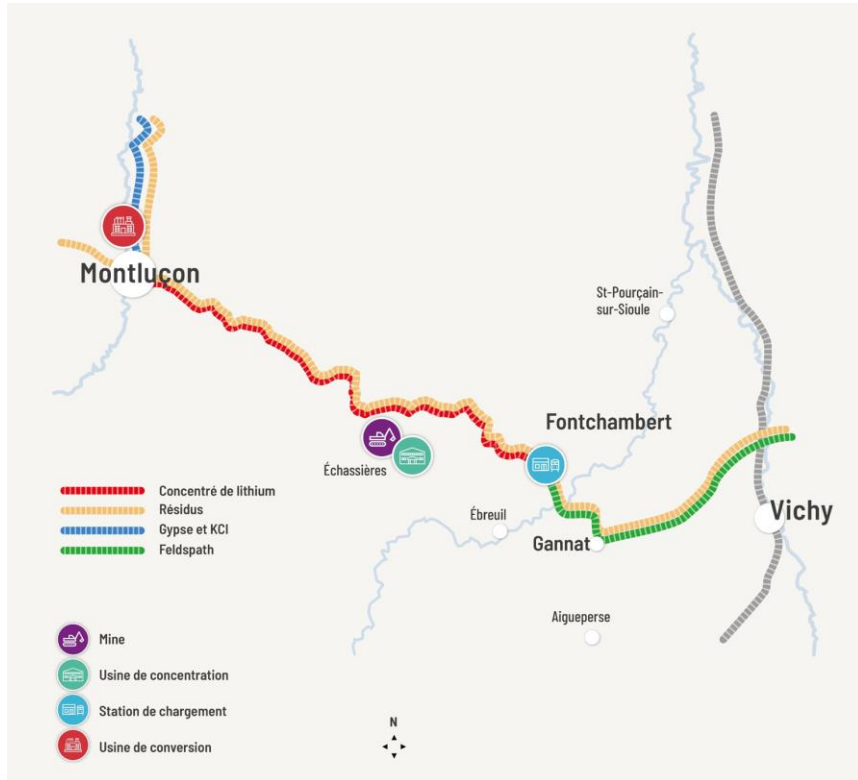 Montluçon
St-Pourçain-
sur-Sioule
Fontchambert
Échassières
Concentré de lithium
Résidus
Gypse et KCl
Feldspath
Ébreuil
Gannat
Vichy
Aigueperse
Mine
Usine de concentration
Station de chargement
Usine de conversion
N